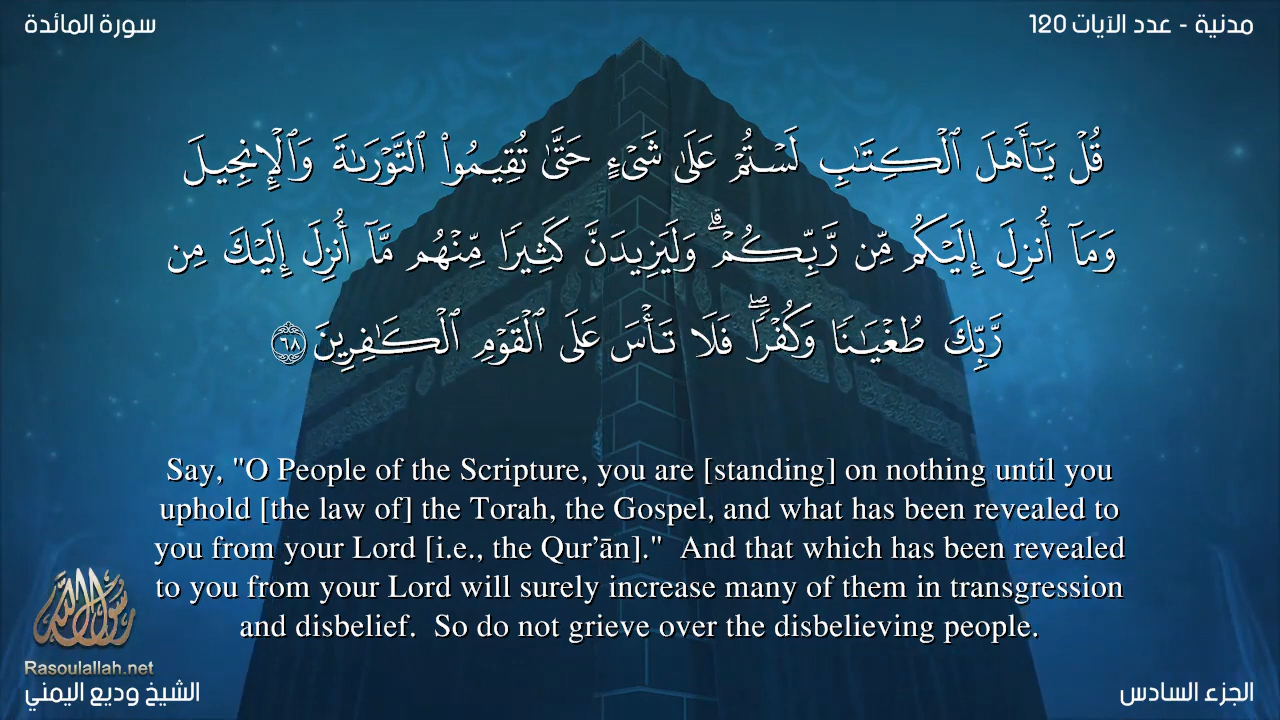 سورة المائدة
مدنية - عدد الآيات 120
قُلْ يَـٰٓأَهْلَ ٱلْكِتَـٰبِ لَسْتُمْ عَلَىٰ شَىْءٍ حَتَّىٰ تُقِيمُوا۟ ٱلتَّوْرَىٰةَ وَٱلْإِنجِيلَ
وَمَآ أُنزِلَ إِلَيْكُم مِّن رَّبِّكُمْ ۗ وَلَيَزِيدَنَّ كَثِيرًا مِّنْهُم مَّآ أُنزِلَ إِلَيْكَ مِن
رَّبِّكَ طُغْيَـٰنًا وَكُفْرًا ۖ فَلَا تَأْسَ عَلَى ٱلْقَوْمِ ٱلْكَـٰفِرِينَ ٦٨
Say, "O People of the Scripture, you are [standing] on nothing until you
uphold [the law of] the Torah, the Gospel, and what has been revealed to
you from your Lord [i.e., the Qur’ān]."  And that which has been revealed
to you from your Lord will surely increase many of them in transgression
and disbelief.  So do not grieve over the disbelieving people.
رسول الله
Rasoulallah.net
الشيخ وديع اليمني
الجزء السادس